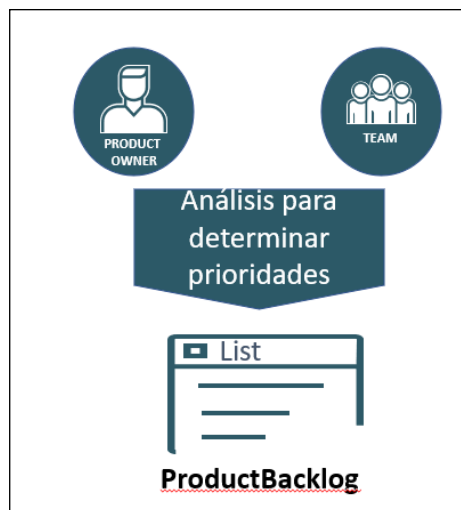 PRODUCT
OWNER
TEAM
Análisis para
determinar
prioridades
List
ProductBacklog